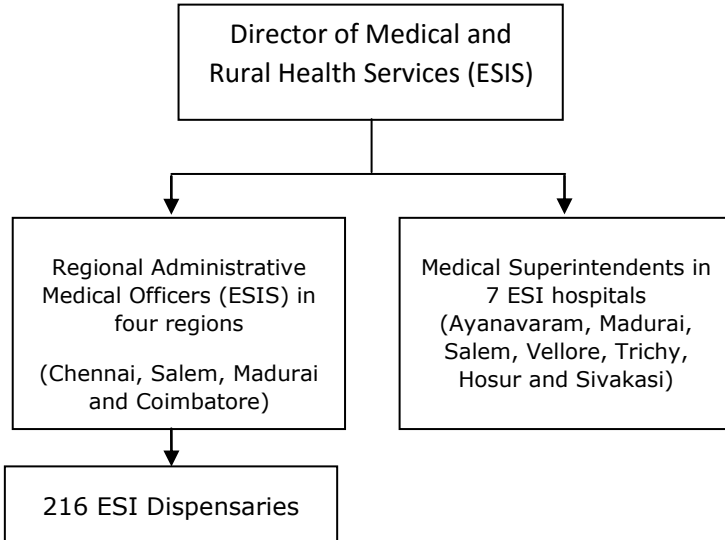 Director of Medical and
Rural Health Services (ESIS)
Regional Administrative
Medical Officers (ESIS) in
four regions
(Chennai, Salem, Madurai
and Coimbatore)
Medical Superintendents in
7 ESI hospitals
(Ayanavaram, Madurai,
Salem, Vellore, Trichy,
Hosur and Sivakasi)
216 ESI Dispensaries